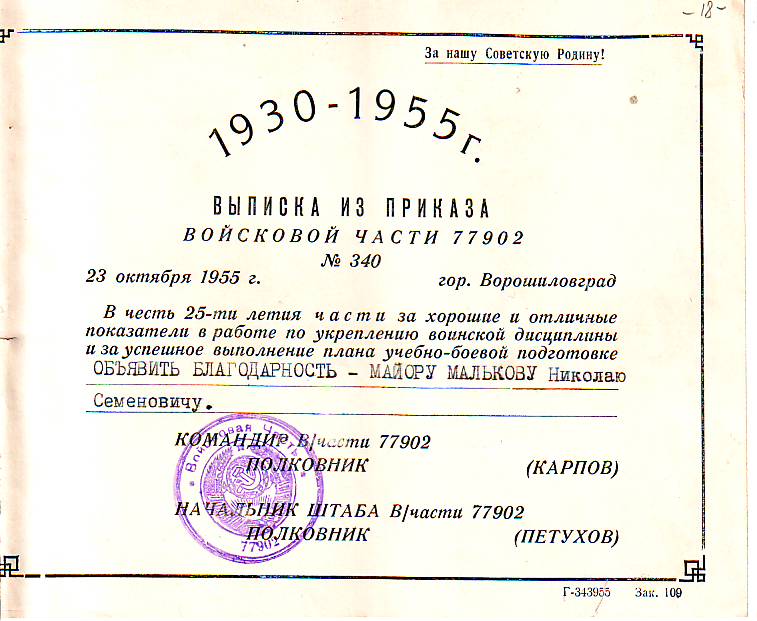 -18-
За нашу Советскую Родину!
1930-1955г.
ВЫПИСКА ИЗ ПРИКАЗА
ВОЙСКОВОЙ ЧАСТИ 77902
№ 340
23 октября 1955 г. гор. Ворошиловград
В честь 25-ти летия части за хорошие и отличные
показатели в работе по укреплению воинской дисциплины
и за успешное выполнение плана учебно-боевой подготовке
ОБЪЯВИТЬ БЛАГОДАРНОСТЬ – МАЙОРУ МАЛЬКОВУ Николаю
Семеновичу.
КОМАНДИР В/части 77902
ПОЛКОВНИК (КАРПОВ)
НАЧАЛЬНИК ШТАБА В/части 77902
ПОЛКОВНИК (ПЕТУХОВ)
Войсковая Часть
77902
Г-343955 Зак. 109